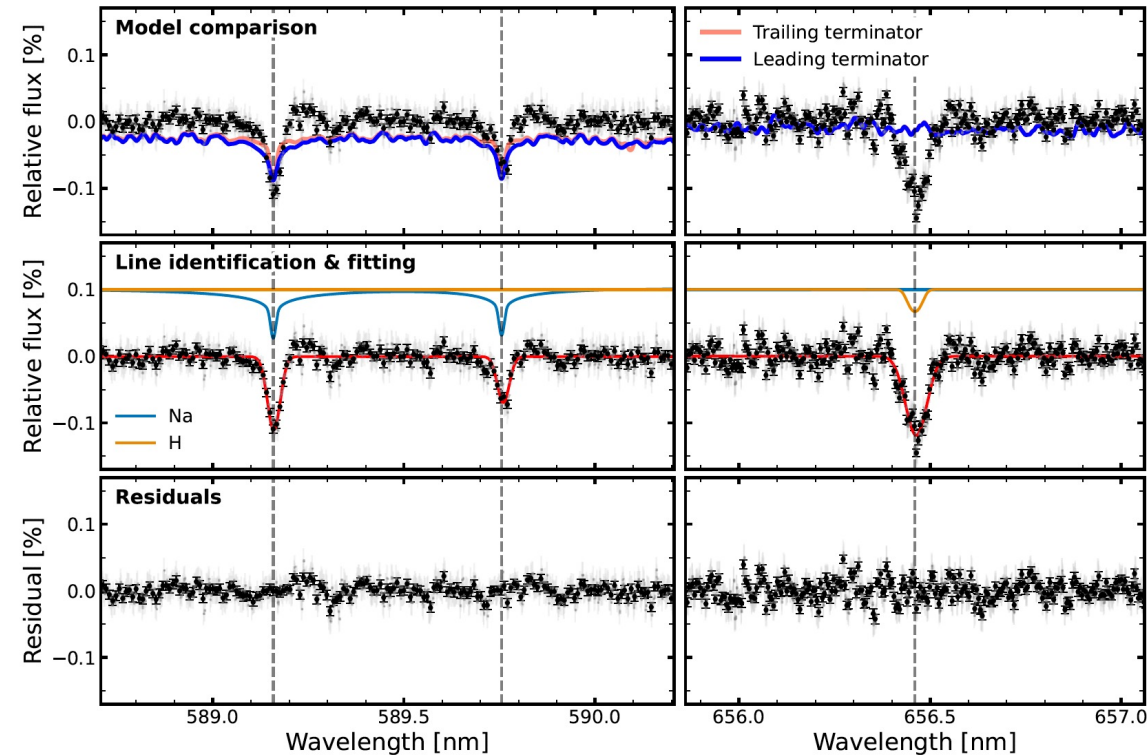 Model comparison
Trailing terminator
Leading terminator
Relative flux [%]
0.1
0.0
−0.1
Line identification & fitting
Na
H
Relative flux [%]
0.1
0.0
−0.1
Residuals
Residual [%]
0.1
0.0
−0.1
589.0 589.5 590.0
656.0 656.5 657.0
Wavelength [nm]
Wavelength [nm]